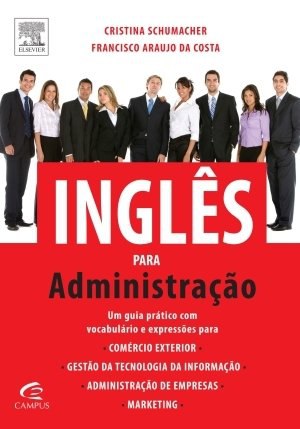 CRISTINA SCHUMACHER
FRANCISCO ARAUJO DA COSTA
ELSEVIER
INGLÊS
PARA
Administração
Um guia prático com
vocabulário e expressões para
• COMÉRCIO EXTERIOR •
• GESTÃO DA TECNOLOGIA DA INFORMAÇÃO •
• ADMINISTRAÇÃO DE EMPRESAS •
• MARKETING •
CAMPUS